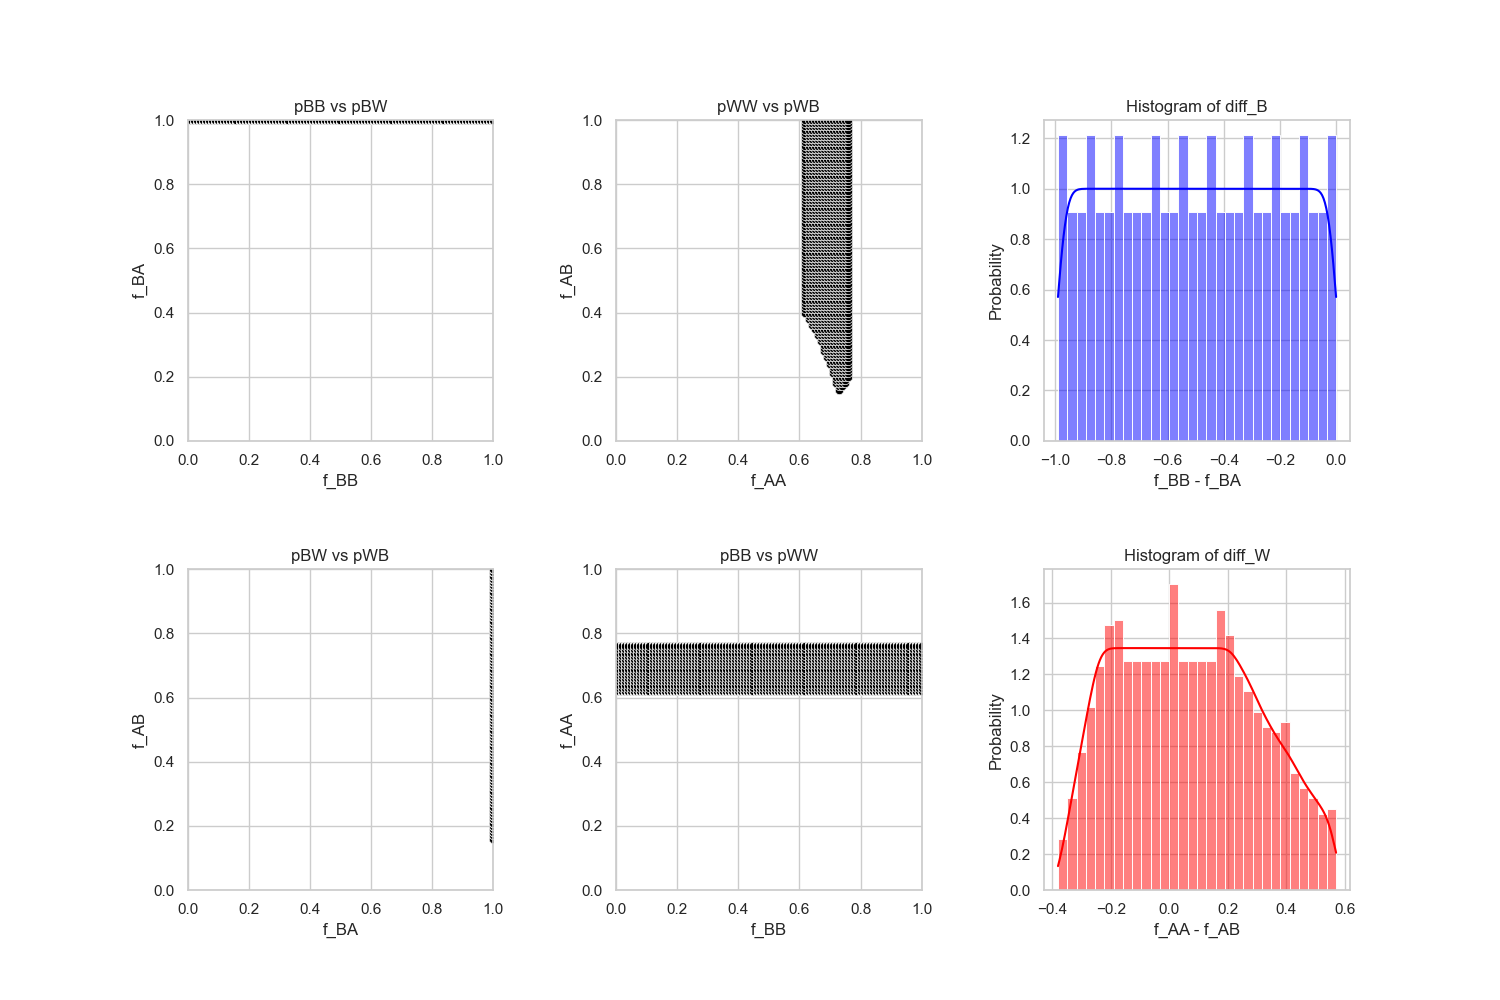 pBB vs pBW
1.0
0.8
0.6
0.4
0.2
0.0
f_BA
0.0 0.2 0.4 0.6 0.8 1.0
f_BB
pWW vs pWB
1.0
0.8
0.6
0.4
0.2
0.0
f_AB
0.0 0.2 0.4 0.6 0.8 1.0
f_AA
Histogram of diff_B
1.2
1.0
0.8
0.6
0.4
0.2
0.0
Probability
−1.0 −0.8 −0.6 −0.4 −0.2 0.0
f_BB - f_BA
pBW vs pWB
1.0
0.8
0.6
0.4
0.2
0.0
f_AB
0.0 0.2 0.4 0.6 0.8 1.0
f_BA
pBB vs pWW
1.0
0.8
0.6
0.4
0.2
0.0
f_AA
0.0 0.2 0.4 0.6 0.8 1.0
f_BB
Histogram of diff_W
1.6
1.4
1.2
1.0
0.8
0.6
0.4
0.2
0.0
Probability
−0.4 −0.2 0.0 0.2 0.4 0.6
f_AA - f_AB